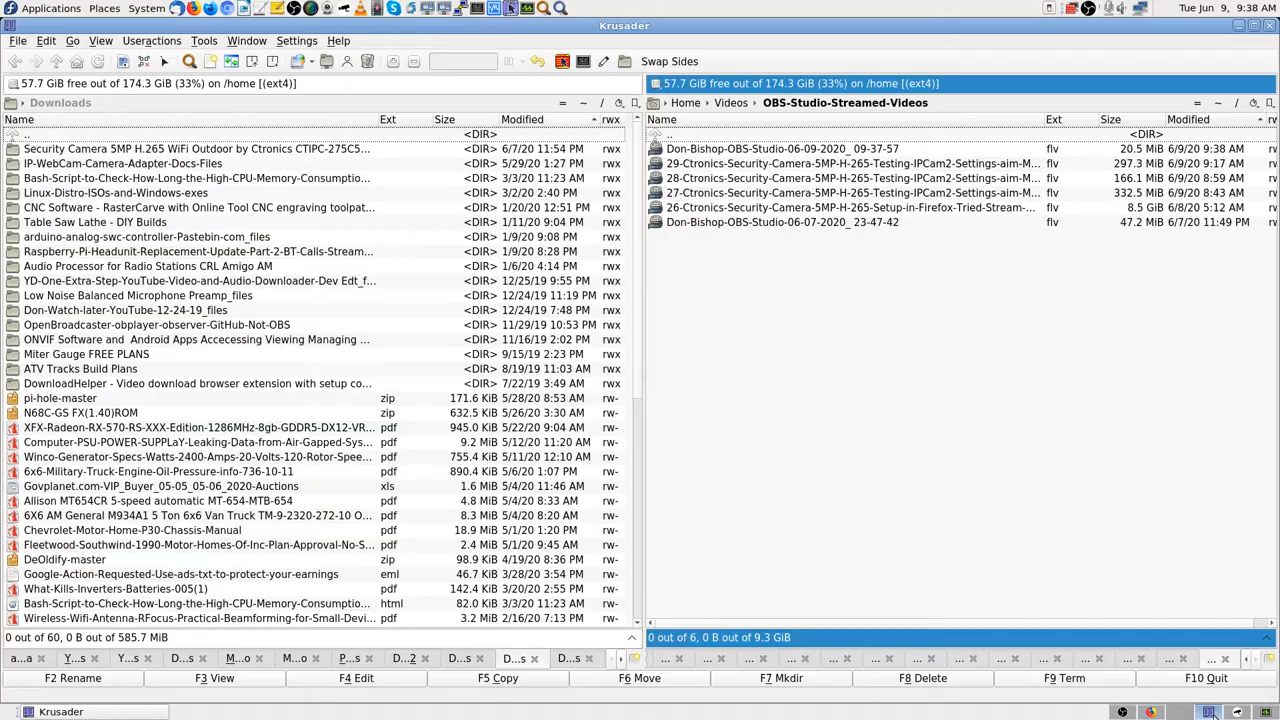 Applications Places System
Tue Jun 9, 9:38 AM
Krusader
File Edit Go View Useractions Tools Window Settings Help
Swap Sides
57.7 GiB free out of 174.3 GiB (33%) on /home [(ext4)]
Downloads = ~ /
Name Ext Size Modified rwx
.. <DIR>
Security Camera 5MP H.265 WiFi Outdoor by Ctronics CTIPC-275C5... <DIR> 6/7/20 11:54 PM rwx
IP-WebCam-Camera-Adapter-Docs-Files <DIR> 5/29/20 1:27 PM rwx
Bash-Script-to-Check-How-Long-the-High-CPU-Memory-Consumptio... <DIR> 3/3/20 11:23 AM rwx
Linux-Distro-ISOs-and-Windows-exes <DIR> 3/3/20 2:40 PM rwx
CNC Software - RasterCarve with Online Tool CNC engraving toolpat... <DIR> 1/20/20 12:51 PM rwx
Table Saw Lathe - DIY Builds <DIR> 1/11/20 9:04 PM rwx
arduino-analog-swc-controller-Pastebin-com_files <DIR> 1/9/20 9:08 PM rwx
Raspberry-Pi-Headunit-Replacement-Update-Part-2-BT-Calls-Stream... <DIR> 1/9/20 8:28 PM rwx
Audio Processor for Radio Stations CRL Amigo AM <DIR> 1/6/20 4:14 PM rwx
YD-One-Extra-Step-YouTube-Video-and-Audio-Downloader-Dev Edt_f... <DIR> 12/25/19 9:55 PM rwx
Low Noise Balanced Microphone Preamp_files <DIR> 12/24/19 11:19 PM rwx
Don-Watch-later-YouTube-12-24-19_files <DIR> 12/24/19 7:48 PM rwx
OpenBroadcaster-obplayer-observer-GitHub-Not-OBS <DIR> 11/29/19 10:53 PM rwx
ONVIF Software and  Android Apps Accecessing Viewing Managing ... <DIR> 11/16/19 2:02 PM rwx
Miter Gauge FREE PLANS <DIR> 9/15/19 2:23 PM rwx
ATV Tracks Build Plans <DIR> 8/19/19 11:03 AM rwx
DownloadHelper - Video download browser extension with setup co... <DIR> 7/22/19 3:49 AM rwx
pi-hole-master zip 171.6 KiB 5/28/20 8:53 AM rw-
N68C-GS FX(1.40)ROM zip 632.5 KiB 5/26/20 3:30 AM rw-
XFX-Radeon-RX-570-RS-XXX-Edition-1286MHz-8gb-GDDR5-DX12-VR... pdf 945.0 KiB 5/22/20 9:04 AM rw-
Computer-PSU-POWER-SUPPLaY-Leaking-Data-from-Air-Gapped-Sys... pdf 9.2 MiB 5/12/20 11:20 AM rw-
Winco-Generator-Specs-Watts-2400-Amps-20-Volts-120-Rotor-Spee... pdf 755.4 KiB 5/11/20 12:10 AM rw-
6x6-Military-Truck-Engine-Oil-Pressure-info-736-10-11 pdf 890.4 KiB 5/6/20 1:07 PM rw-
Govplanet.com-VIP_Buyer_05-05_05-06_2020-Auctions xls 1.6 MiB 5/4/20 11:46 AM rw-
Allison MT654CR 5-speed automatic MT-654-MTB-654 pdf 4.8 MiB 5/4/20 8:33 AM rw-
6X6 AM General M934A1 5 Ton 6x6 Van Truck TM-9-2320-272-10 O... pdf 8.3 MiB 5/4/20 8:20 AM rw-
Chevrolet-Motor-Home-P30-Chassis-Manual pdf 18.9 MiB 5/1/20 1:20 PM rw-
Fleetwood-Southwind-1990-Motor-Homes-Of-Inc-Plan-Approval-No-S... pdf 2.4 MiB 5/1/20 9:45 AM rw-
DeOldify-master zip 98.9 KiB 4/19/20 8:36 PM rw-
Google-Action-Requested-Use-ads-txt-to-protect-your-earnings eml 46.7 KiB 3/28/20 3:54 PM rw-
What-Kills-Inverters-Batteries-005(1) pdf 142.4 KiB 3/20/20 2:55 PM rw-
Bash-Script-to-Check-How-Long-the-High-CPU-Memory-Consumptio... html 82.0 KiB 3/3/20 11:23 AM rw-
Wireless-Wifi-Antenna-RFocus-Practical-Beamforming-for-Small-Devi... pdf 3.2 MiB 2/16/20 7:13 PM rw-
0 out of 60, 0 B out of 585.7 MiB
a...a Y...s Y...s D...s M...o M...o P...s D...2 D...s D...s D...s
57.7 GiB free out of 174.3 GiB (33%) on /home [(ext4)]
Home Videos OBS-Studio-Streamed-Videos = ~ /
Name Ext Size Modified rwx
.. <DIR>
Don-Bishop-OBS-Studio-06-09-2020_ 09-37-57 flv 20.5 MiB 6/9/20 9:38 AM rw-
29-Ctronics-Security-Camera-5MP-H-265-Testing-IPCam2-Settings-aim-M... flv 297.3 MiB 6/9/20 9:17 AM rw-
28-Ctronics-Security-Camera-5MP-H-265-Testing-IPCam2-Settings-aim-M... flv 166.1 MiB 6/9/20 8:59 AM rw-
27-Ctronics-Security-Camera-5MP-H-265-Testing-IPCam2-Settings-aim-M... flv 332.5 MiB 6/9/20 8:43 AM rw-
26-Ctronics-Security-Camera-5MP-H-265-Setup-in-Firefox-Tried-Stream-... flv 8.5 GiB 6/8/20 5:12 AM rw-
Don-Bishop-OBS-Studio-06-07-2020_ 23-47-42 flv 47.2 MiB 6/7/20 11:49 PM rw-
0 out of 6, 0 B out of 9.3 GiB
... ... ... ... ... ... ... ... ... ... ... ... ...
F2 Rename F3 View F4 Edit F5 Copy F6 Move F7 Mkdir F8 Delete F9 Term F10 Quit
Krusader